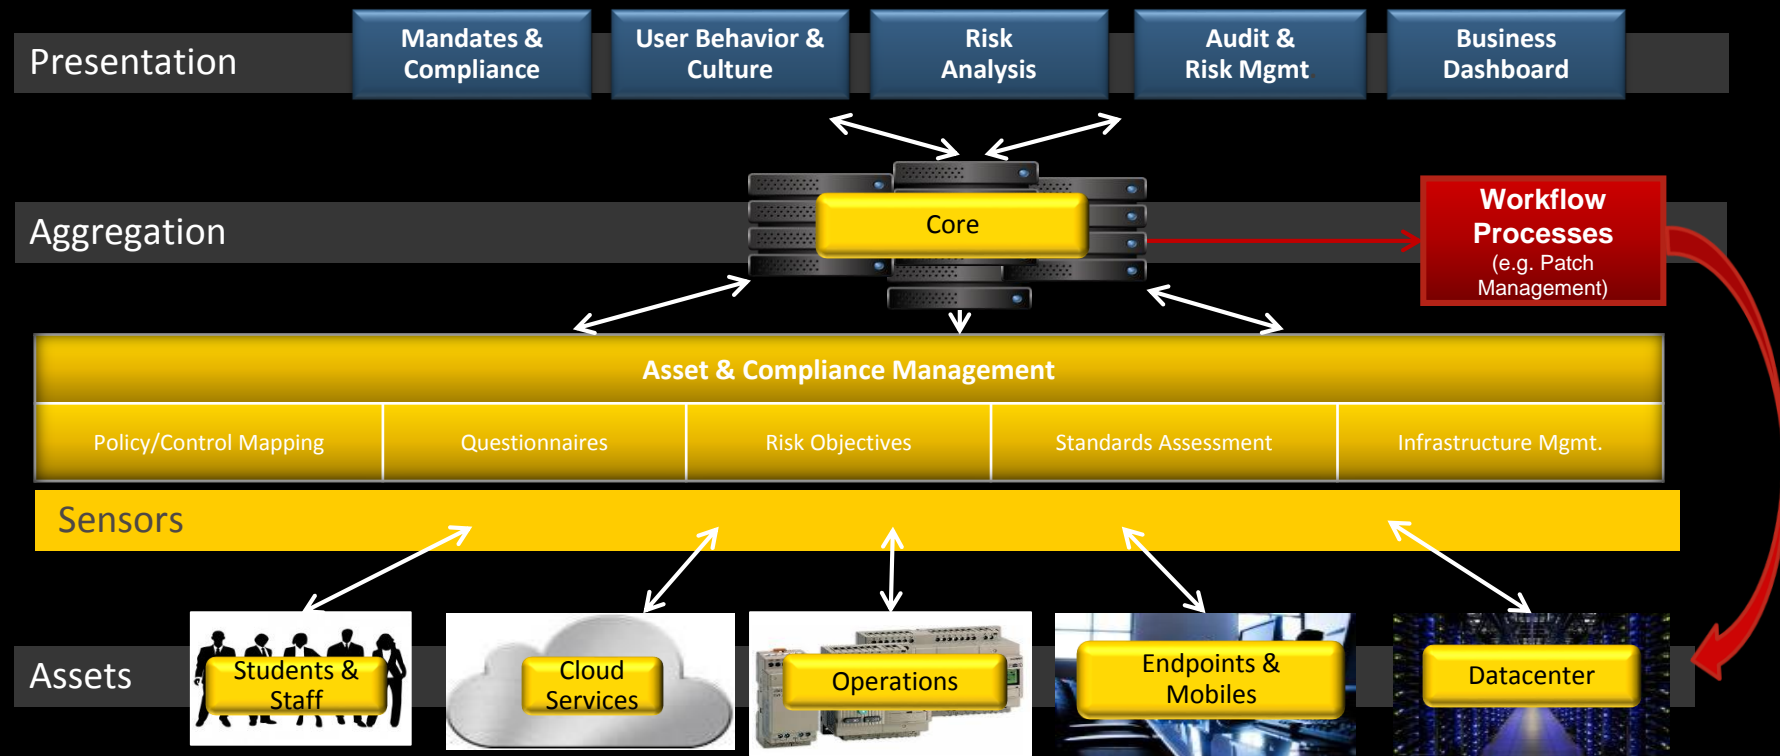 Presentation
Mandates &
Compliance
User Behavior &
Culture
Risk
Analysis
Audit &
Risk Mgmt
Business
Dashboard
Aggregation
Core
Workflow
Processes
(e.g. Patch
Management)
Asset & Compliance Management
Policy/Control Mapping
Questionnaires
Risk Objectives
Standards Assessment
Infrastructure Mgmt.
Sensors
Assets
Students &
Staff
Cloud
Services
Operations
Endpoints &
Mobiles
Datacenter